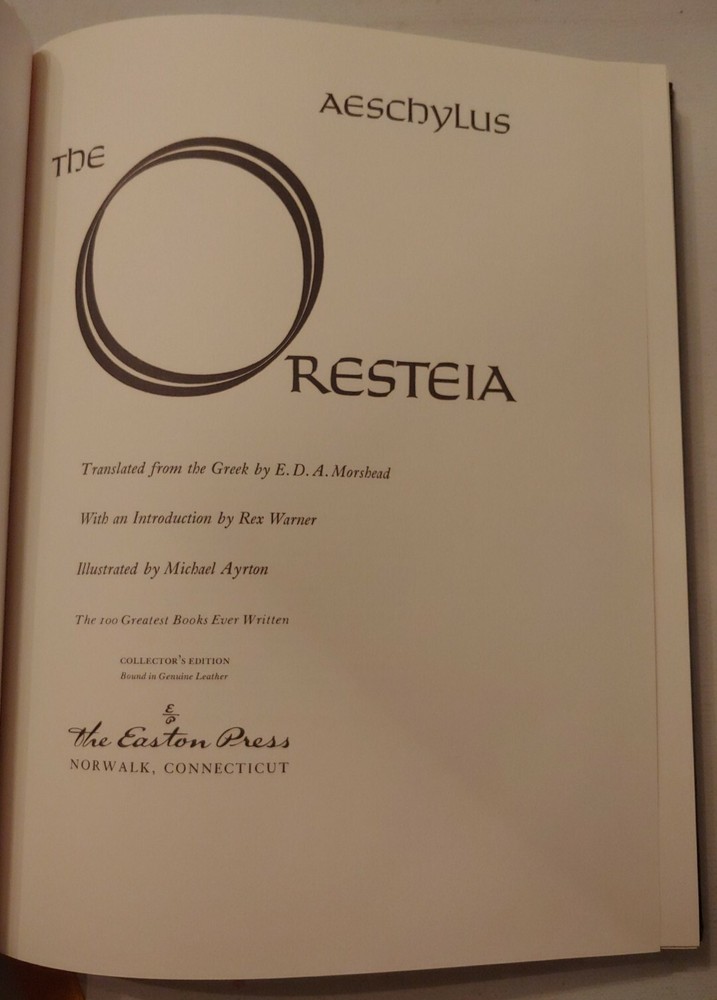 AESCHYLUS
THE
ORESTEIA
Translated from the Greek by E. D. A. Morshead
With an Introduction by Rex Warner
Illustrated by Michael Ayrton
The 100 Greatest Books Ever Written
COLLECTOR'S EDITION
Bound in Genuine Leather
E
P
The Easton Press
NORWALK, CONNECTICUT